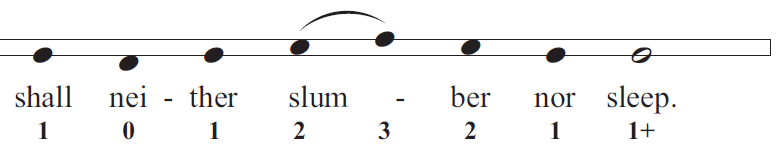 shall nei - ther slum - ber nor sleep.
1 0 1 2 3 2 1 1+